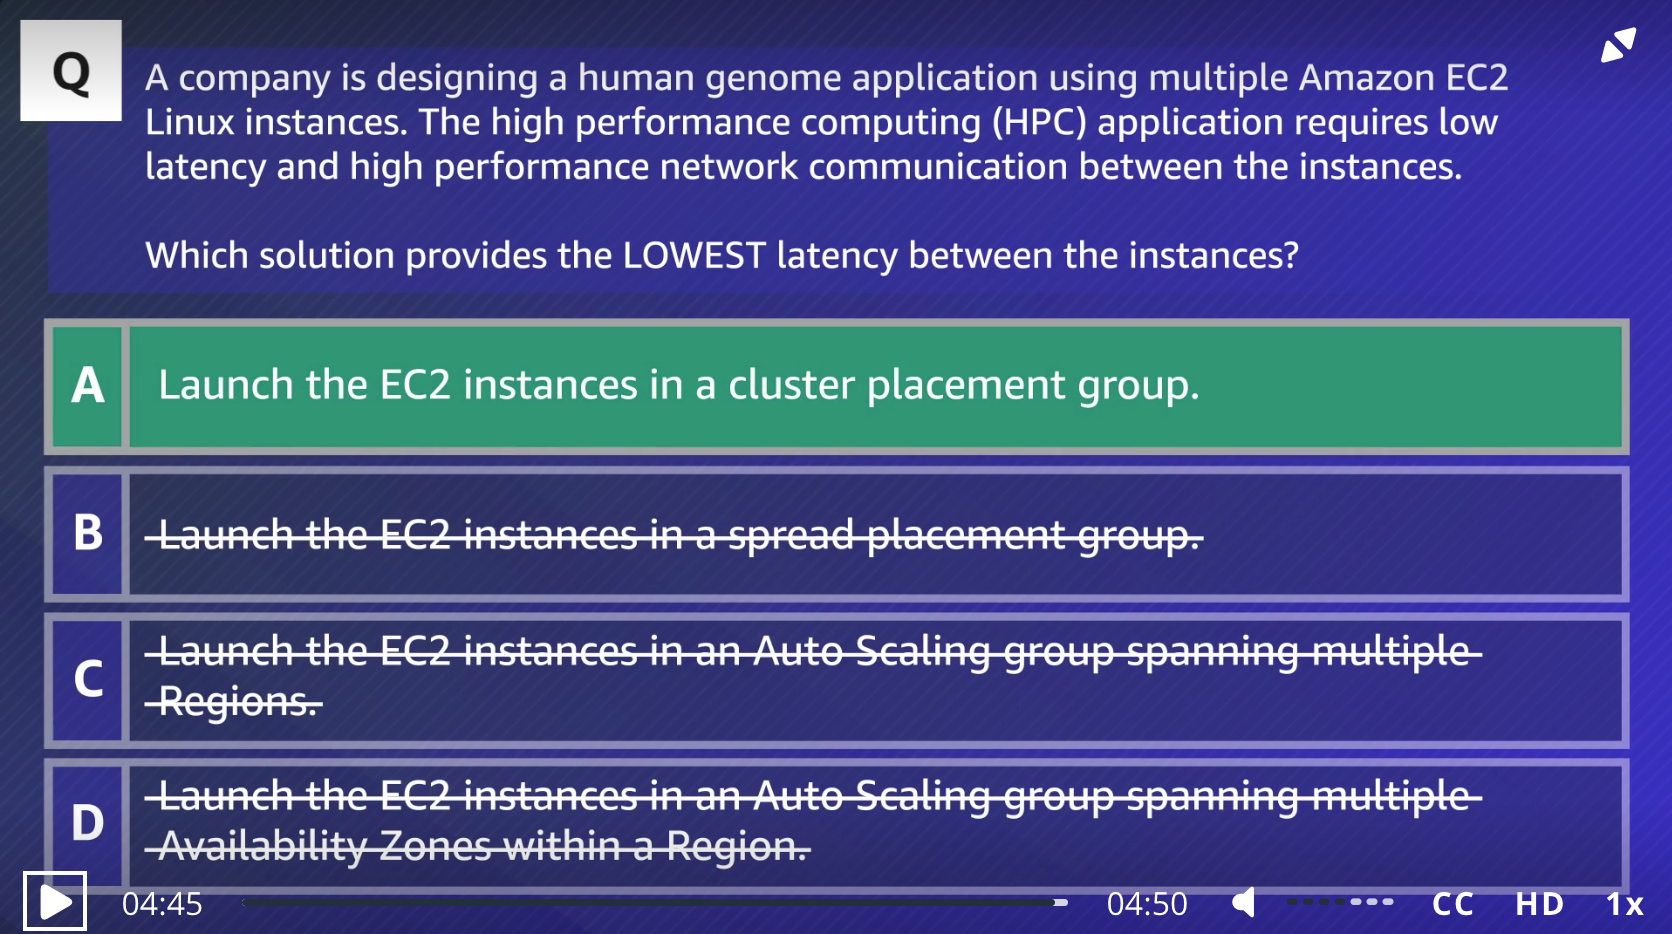 Q
A company is designing a human genome application using multiple Amazon EC2
Linux instances. The high performance computing (HPC) application requires low
latency and high performance network communication between the instances.
Which solution provides the LOWEST latency between the instances?
A
Launch the EC2 instances in a cluster placement group.
B
Launch the EC2 instances in a spread placement group.
C
Launch the EC2 instances in an Auto Scaling group spanning multiple
Regions.
D
Launch the EC2 instances in an Auto Scaling group spanning multiple
Availability Zones within a Region.
04:45
04:50
CC
HD
1x